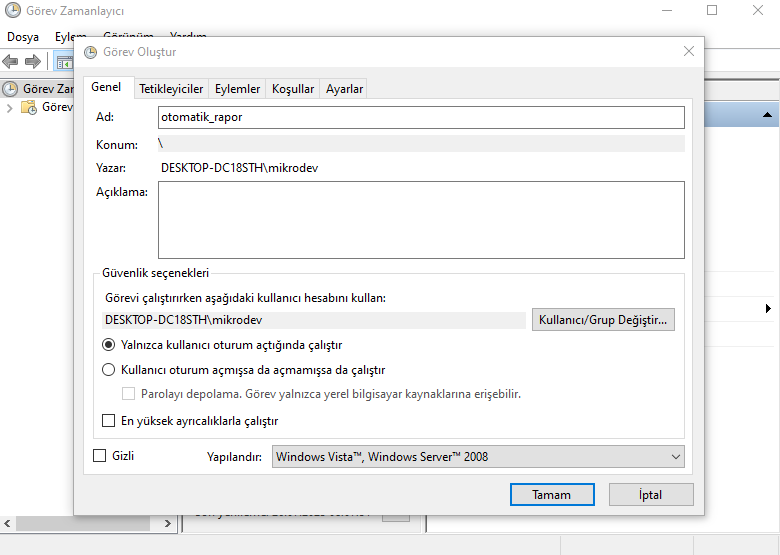 Görev Zamanlayıcı
Dosya Eylem Görünüm Yardım
Görev Oluştur
Görev Zar
Görev
Genel Tetikleyiciler Eylemler Koşullar Ayarlar
Ad: otomatik_rapor
Konum: \
Yazar: DESKTOP-DC18STH\mikrodev
Açıklama:
Güvenlik seçenekleri
Görevi çalıştırırken aşağıdaki kullanıcı hesabını kullan:
DESKTOP-DC18STH\mikrodev Kullanıcı/Grup Değiştir...
Yalnızca kullanıcı oturum açtığında çalıştır
Kullanıcı oturum açmışsa da açmamışsa da çalıştır
Parolayı depolama. Görev yalnızca yerel bilgisayar kaynaklarına erişebilir.
En yüksek ayrıcalıklarla çalıştır
Gizli Yapılandır: Windows Vista™, Windows Server™ 2008
Tamam İptal